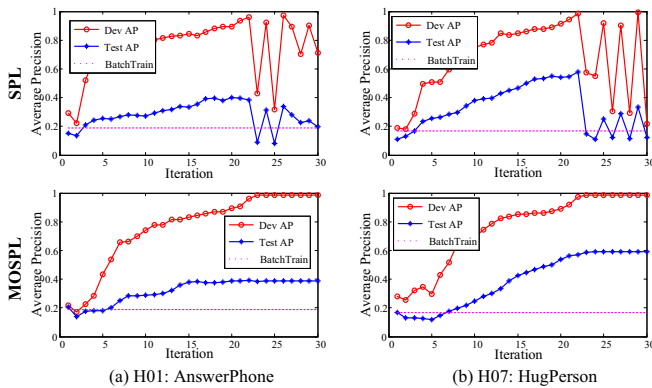 SPL
Average Precision
1
0.8
0.6
0.4
0.2
0
Dev AP
Test AP
BatchTrain
0 5 10 15 20 25 30
Iteration
Average Precision
1
0.8
0.6
0.4
0.2
0
Dev AP
Test AP
BatchTrain
0 5 10 15 20 25 30
Iteration
MOSPL
Average Precision
1
0.8
0.6
0.4
0.2
0
Dev AP
Test AP
BatchTrain
0 5 10 15 20 25 30
Iteration
Average Precision
1
0.8
0.6
0.4
0.2
0
Dev AP
Test AP
BatchTrain
0 5 10 15 20 25 30
Iteration
(a) H01: AnswerPhone
(b) H07: HugPerson